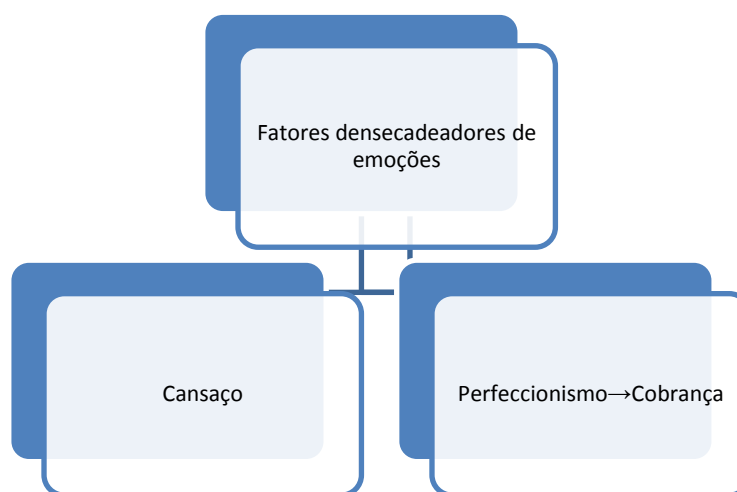 Fatores densecadeadores de
emoções
Cansaço
Perfeccionismo→Cobrança